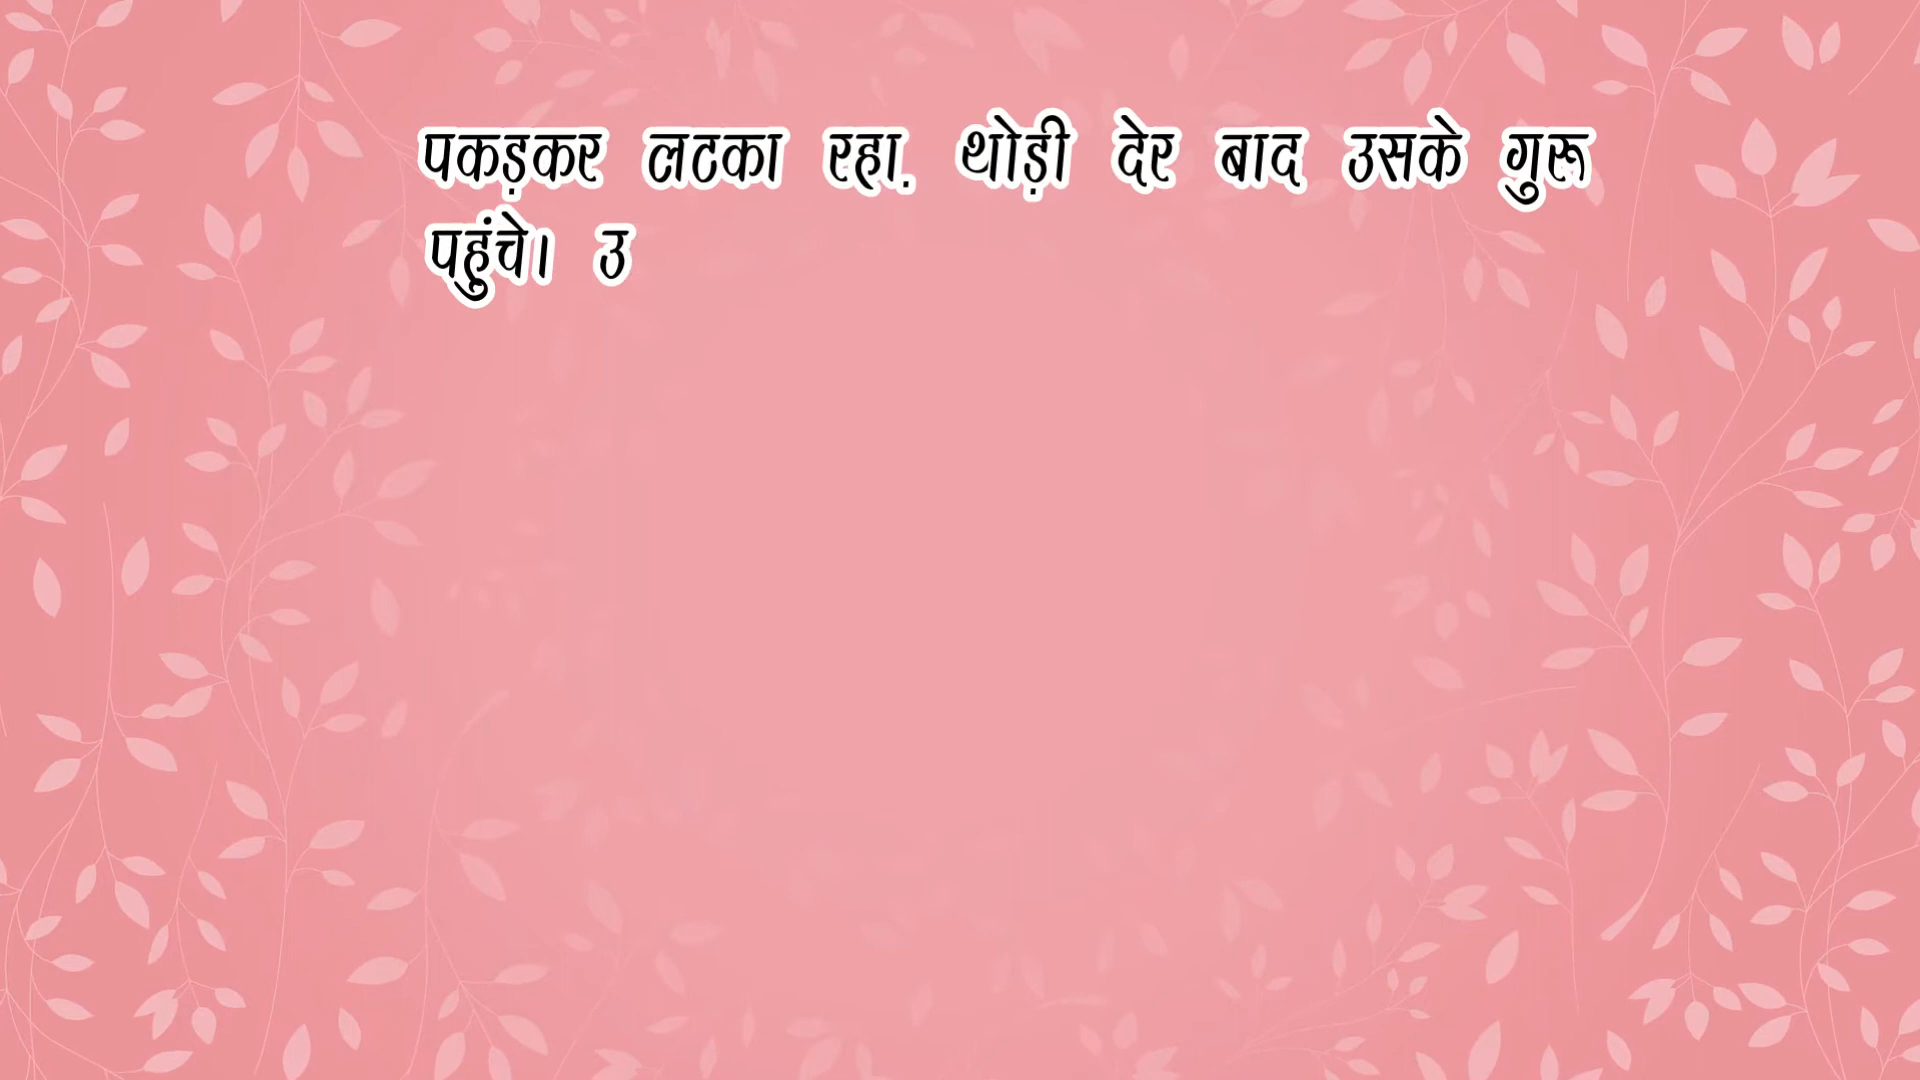 पकड़कर लटका रहा. थोड़ी देर बाद उसके गुरू
पहुंचे। उ